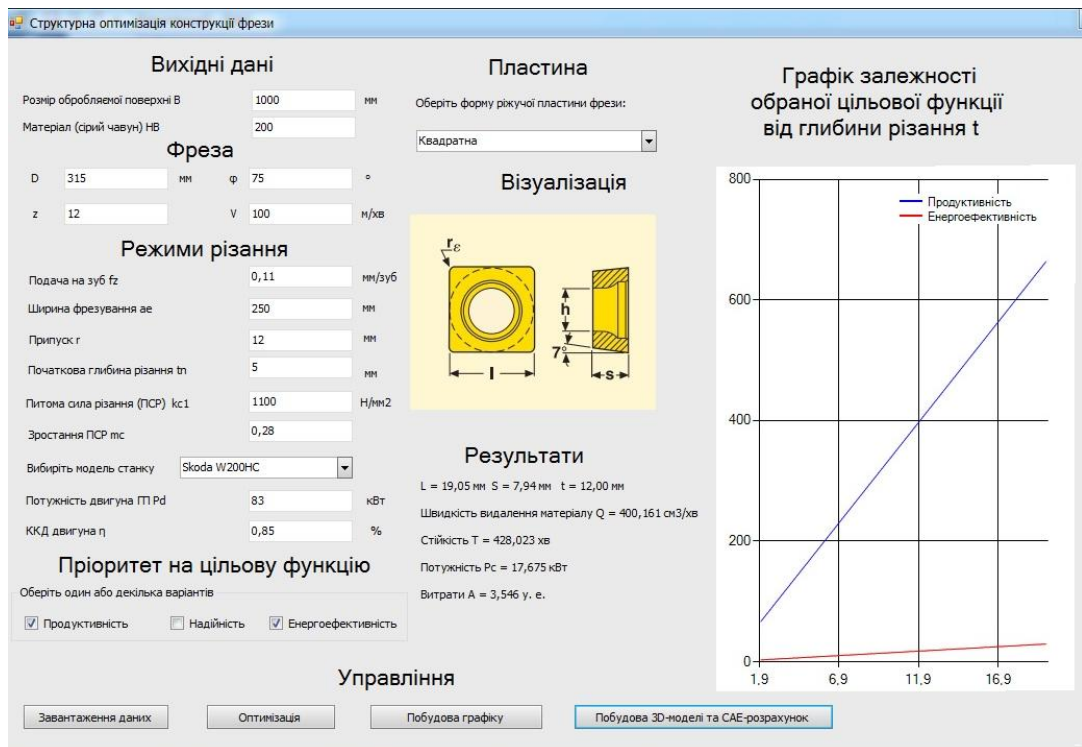 Структурна оптимізація конструкції фрези
Вихідні дані
Розмір обробляємої поверхні В 1000 мм
Матеріал (сірий чавун) НВ 200
Фреза
D 315 мм φ 75 °
z 12 V 100 м/хв
Режими різання
Подача на зуб fz 0,11 мм/зуб
Ширина фрезування ае 250 мм
Припуск r 12 мм
Початкова глибина різання tп 5 мм
Питома сила різання (ПСР) kc1 1100 Н/мм2
Зростання ПСР mc 0,28
Вибиріть модель станку Skoda W200HC
Потужність двигуна ГП Pd 83 кВт
ККД двигуна η 0,85 %
Пріоритет на цільову функцію
Оберіть один або декілька варіантів
Продуктивність Надійність Енергоефективність
Пластина
Оберіть форму ріжучої пластини фрези:
Квадратна
Візуалізація
rε
h
7°
l
s
Результати
L = 19,05 мм S = 7,94 мм t = 12,00 мм
Швидкість видалення матеріалу Q = 400,161 см3/хв
Стійкість T = 428,023 хв
Потужність Рс = 17,675 кВт
Витрати А = 3,546 у. е.
Графік залежності
обраної цільової функції
від глибини різання t
800
Продуктивність
Енергоефективність
600
400
200
0
1,9 6,9 11,9 16,9
Управління
Завантаження даних Оптимізація Побудова графіку Побудова 3D-моделі та САЕ-розрахунок